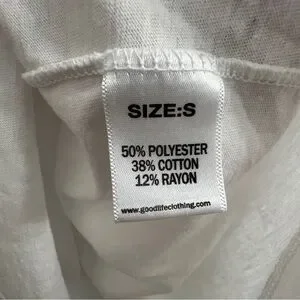 SIZE:S
50% POLYESTER
38% COTTON
12% RAYON
www.goodlifeclothing.com